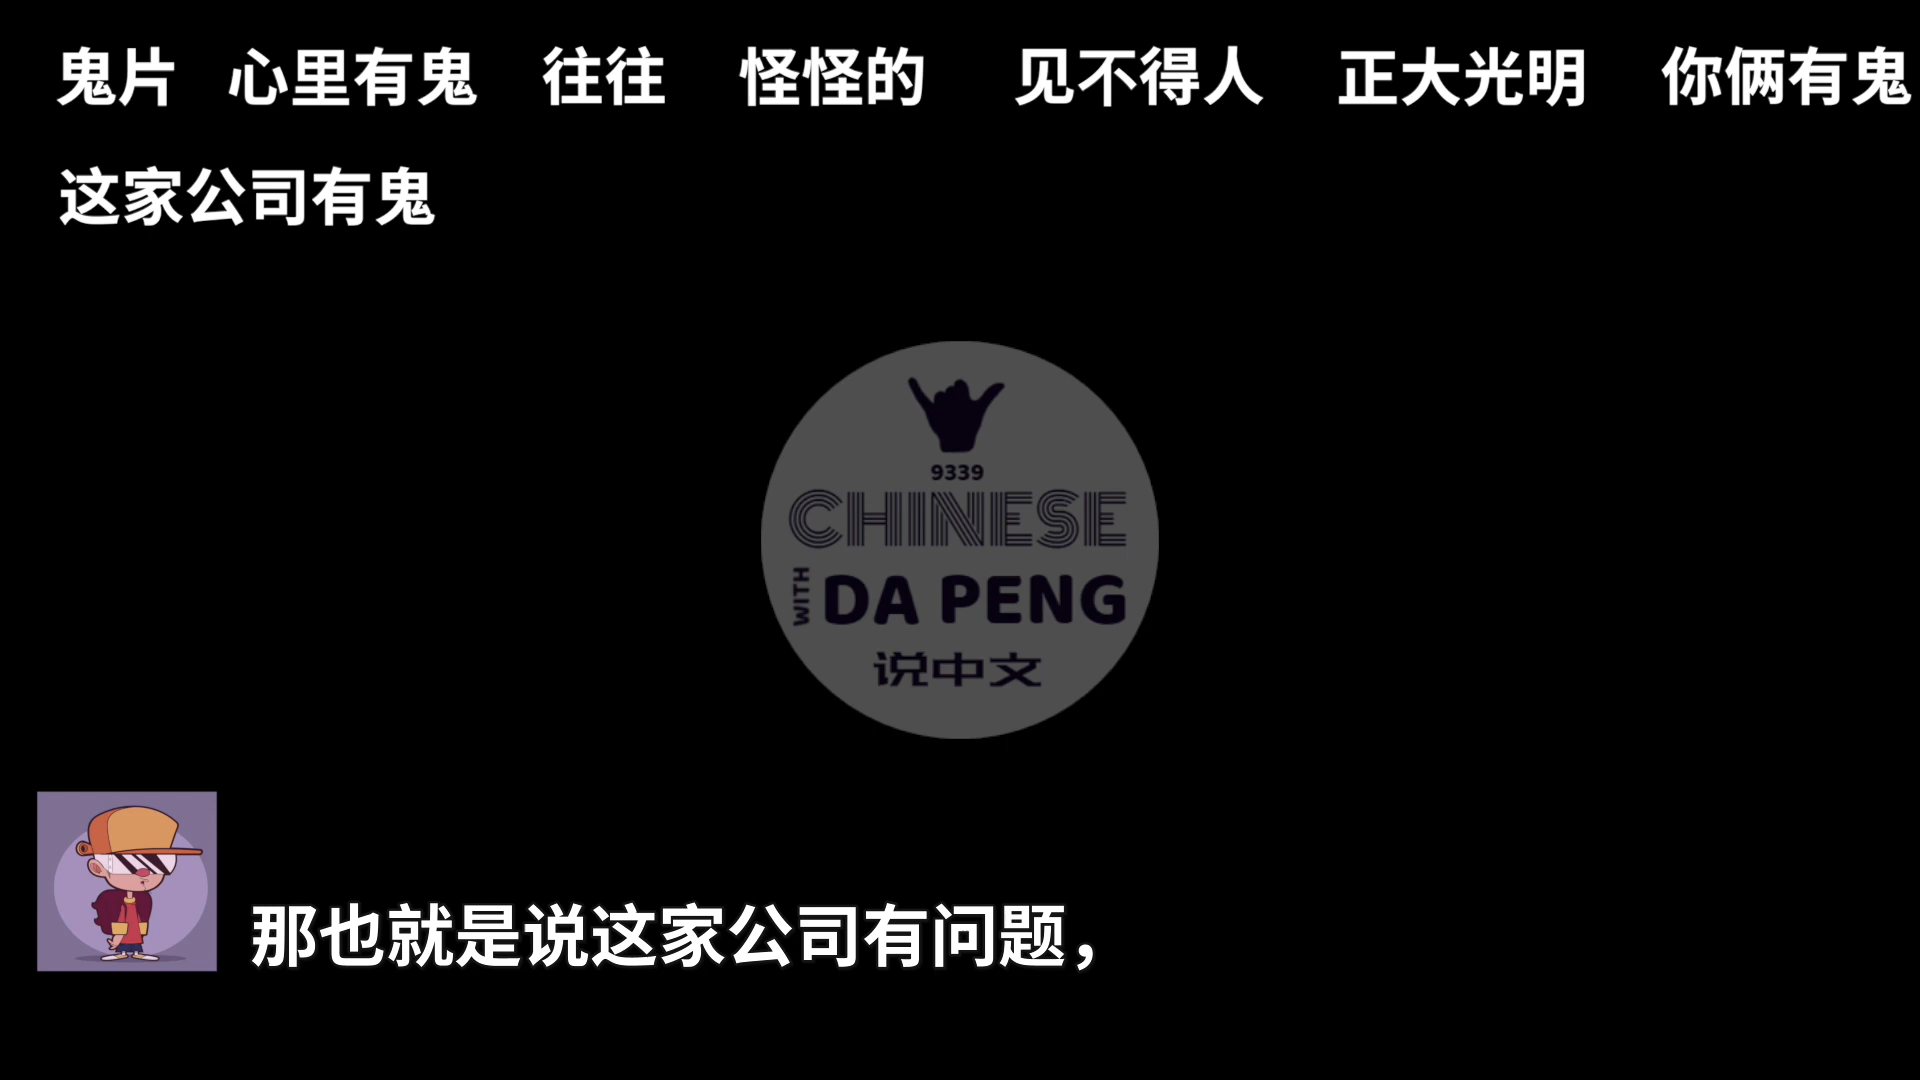 鬼片 心里有鬼 往往 怪怪的 见不得人 正大光明 你俩有鬼
这家公司有鬼
9339
CHINESE
WITH DA PENG
说中文
那也就是说这家公司有问题，